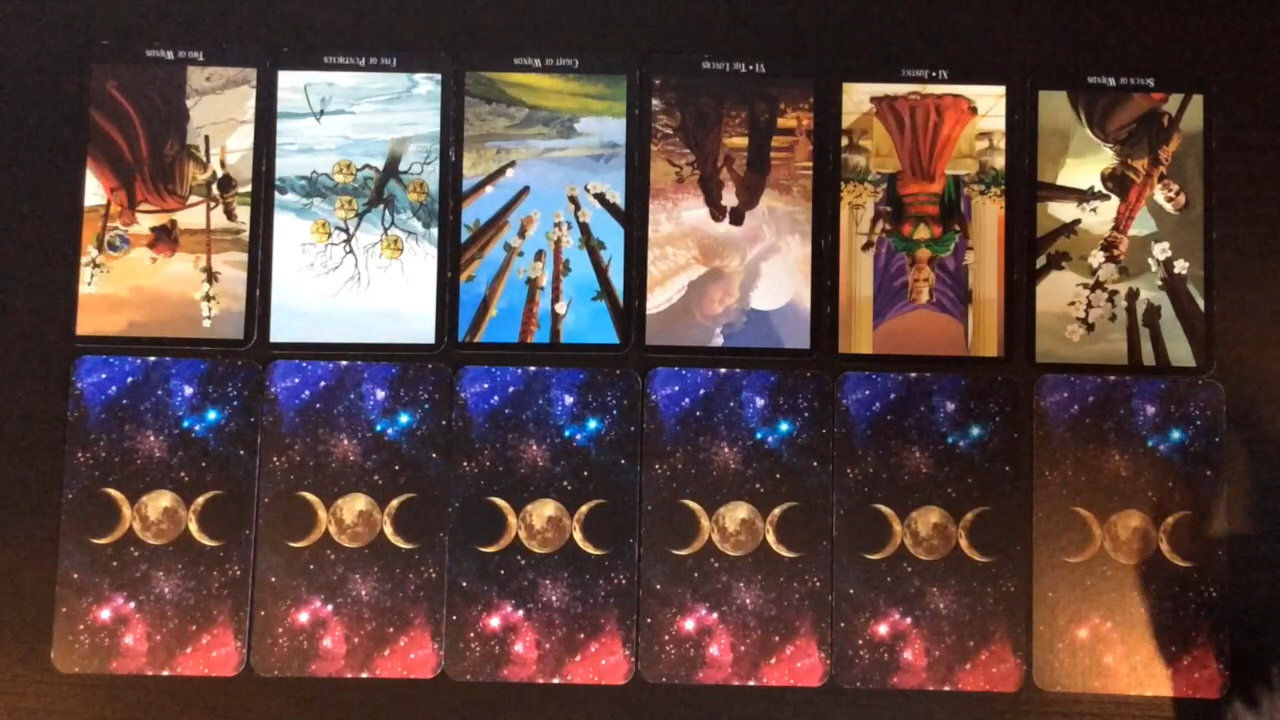 Two of Wands
Five of Pentacles
Eight of Wands
VI • The Lovers
XI • Justice
Seven of Wands